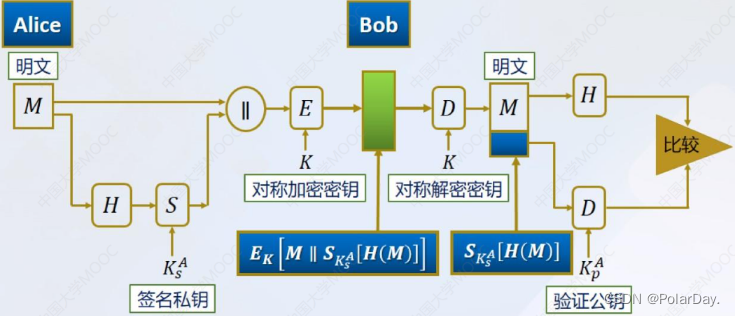 Alice
Bob
明文
明文
M
‖
E
D
M
H
K
K
比较
对称加密密钥
对称解密密钥
H
S
D
E_K[M ‖ S_{K_s^A}[H(M)]]
S_{K_s^A}[H(M)]
K_s^A
K_p^A
签名私钥
验证公钥
CSDN @PolarDay.
中国大学MOOC